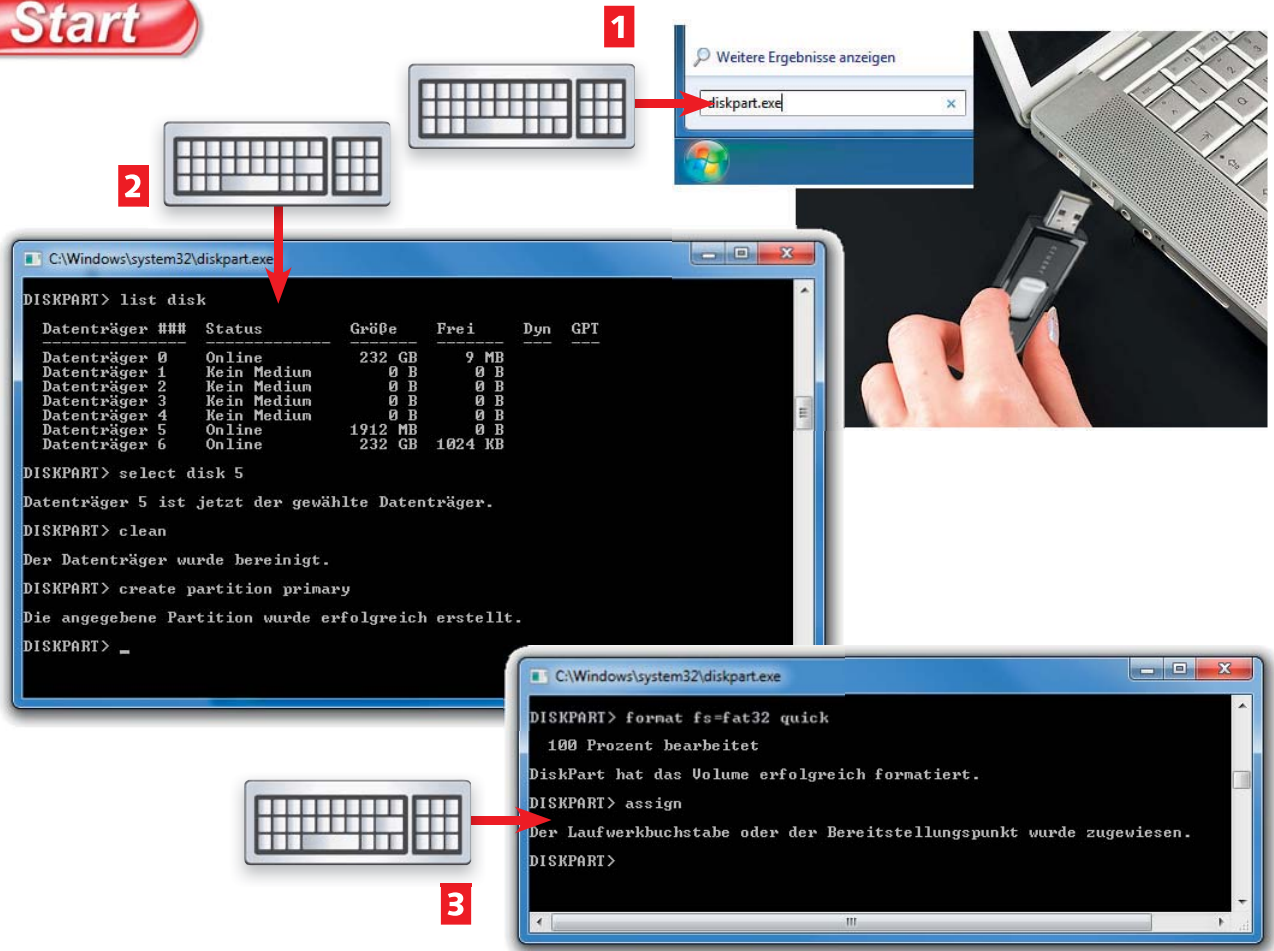 Start
1
Weitere Ergebnisse anzeigen
diskpart.exe
2
C:\Windows\system32\diskpart.exe
DISKPART> list disk
Datenträger ### Status Größe Frei Dyn GPT
--------------- ------------- ------- ------- --- ---
Datenträger 0 Online 232 GB 9 MB
Datenträger 1 Kein Medium 0 B 0 B
Datenträger 2 Kein Medium 0 B 0 B
Datenträger 3 Kein Medium 0 B 0 B
Datenträger 4 Kein Medium 0 B 0 B
Datenträger 5 Online 1912 MB 0 B
Datenträger 6 Online 232 GB 1024 KB
DISKPART> select disk 5
Datenträger 5 ist jetzt der gewählte Datenträger.
DISKPART> clean
Der Datenträger wurde bereinigt.
DISKPART> create partition primary
Die angegebene Partition wurde erfolgreich erstellt.
DISKPART> _
C:\Windows\system32\diskpart.exe
DISKPART> format fs=fat32 quick
100 Prozent bearbeitet
DiskPart hat das Volume erfolgreich formatiert.
DISKPART> assign
Der Laufwerkbuchstabe oder der Bereitstellungspunkt wurde zugewiesen.
DISKPART>
3